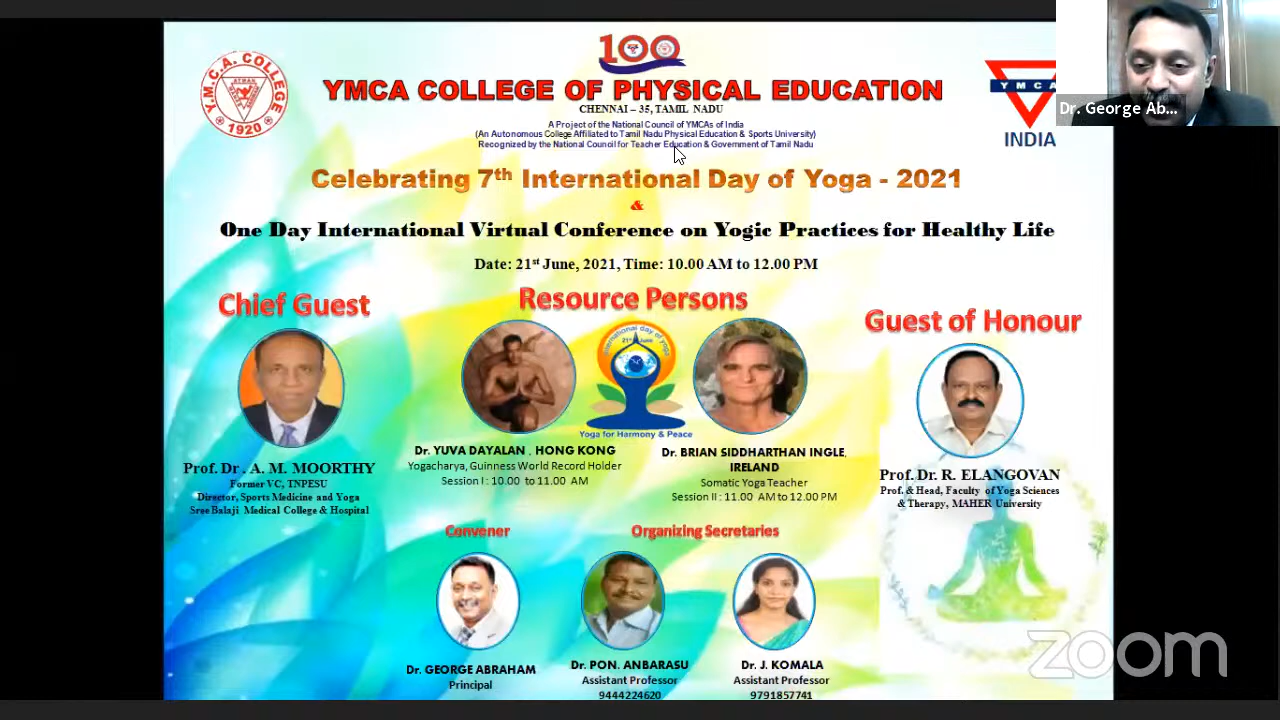 100
Y.M.C.A. COLLEGE
1920
YMCA COLLEGE OF PHYSICAL EDUCATION
YMCA
INDIA
CHENNAI – 35, TAMIL NADU
A Project of the National Council of YMCAs of India
(An Autonomous College Affiliated to Tamil Nadu Physical Education & Sports University)
Recognized by the National Council for Teacher Education & Government of Tamil Nadu
Dr. George Ab...
Celebrating 7th International Day of Yoga - 2021
&
One Day International Virtual Conference on Yogic Practices for Healthy Life
Date: 21st June, 2021, Time: 10.00 AM to 12.00 PM
Chief Guest
Resource Persons
Guest of Honour
international day of yoga
21st June
Yoga for Harmony & Peace
Prof. Dr . A. M. MOORTHY
Former VC, TNPESU
Director, Sports Medicine and Yoga
Sree Balaji Medical College & Hospital
Dr. YUVA DAYALAN , HONG KONG
Yogacharya, Guinness World Record Holder
Session I : 10.00 to 11.00 AM
Dr. BRIAN SIDDHARTHAN INGLE,
IRELAND
Somatic Yoga Teacher
Session II : 11.00 AM to 12.00 PM
Prof. Dr. R. ELANGOVAN
Prof. & Head, Faculty of Yoga Sciences
& Therapy, MAHER University
Convener
Organizing Secretaries
Dr. GEORGE ABRAHAM
Principal
Dr. PON. ANBARASU
Assistant Professor
9444224620
Dr. J. KOMALA
Assistant Professor
9791857741
zoom